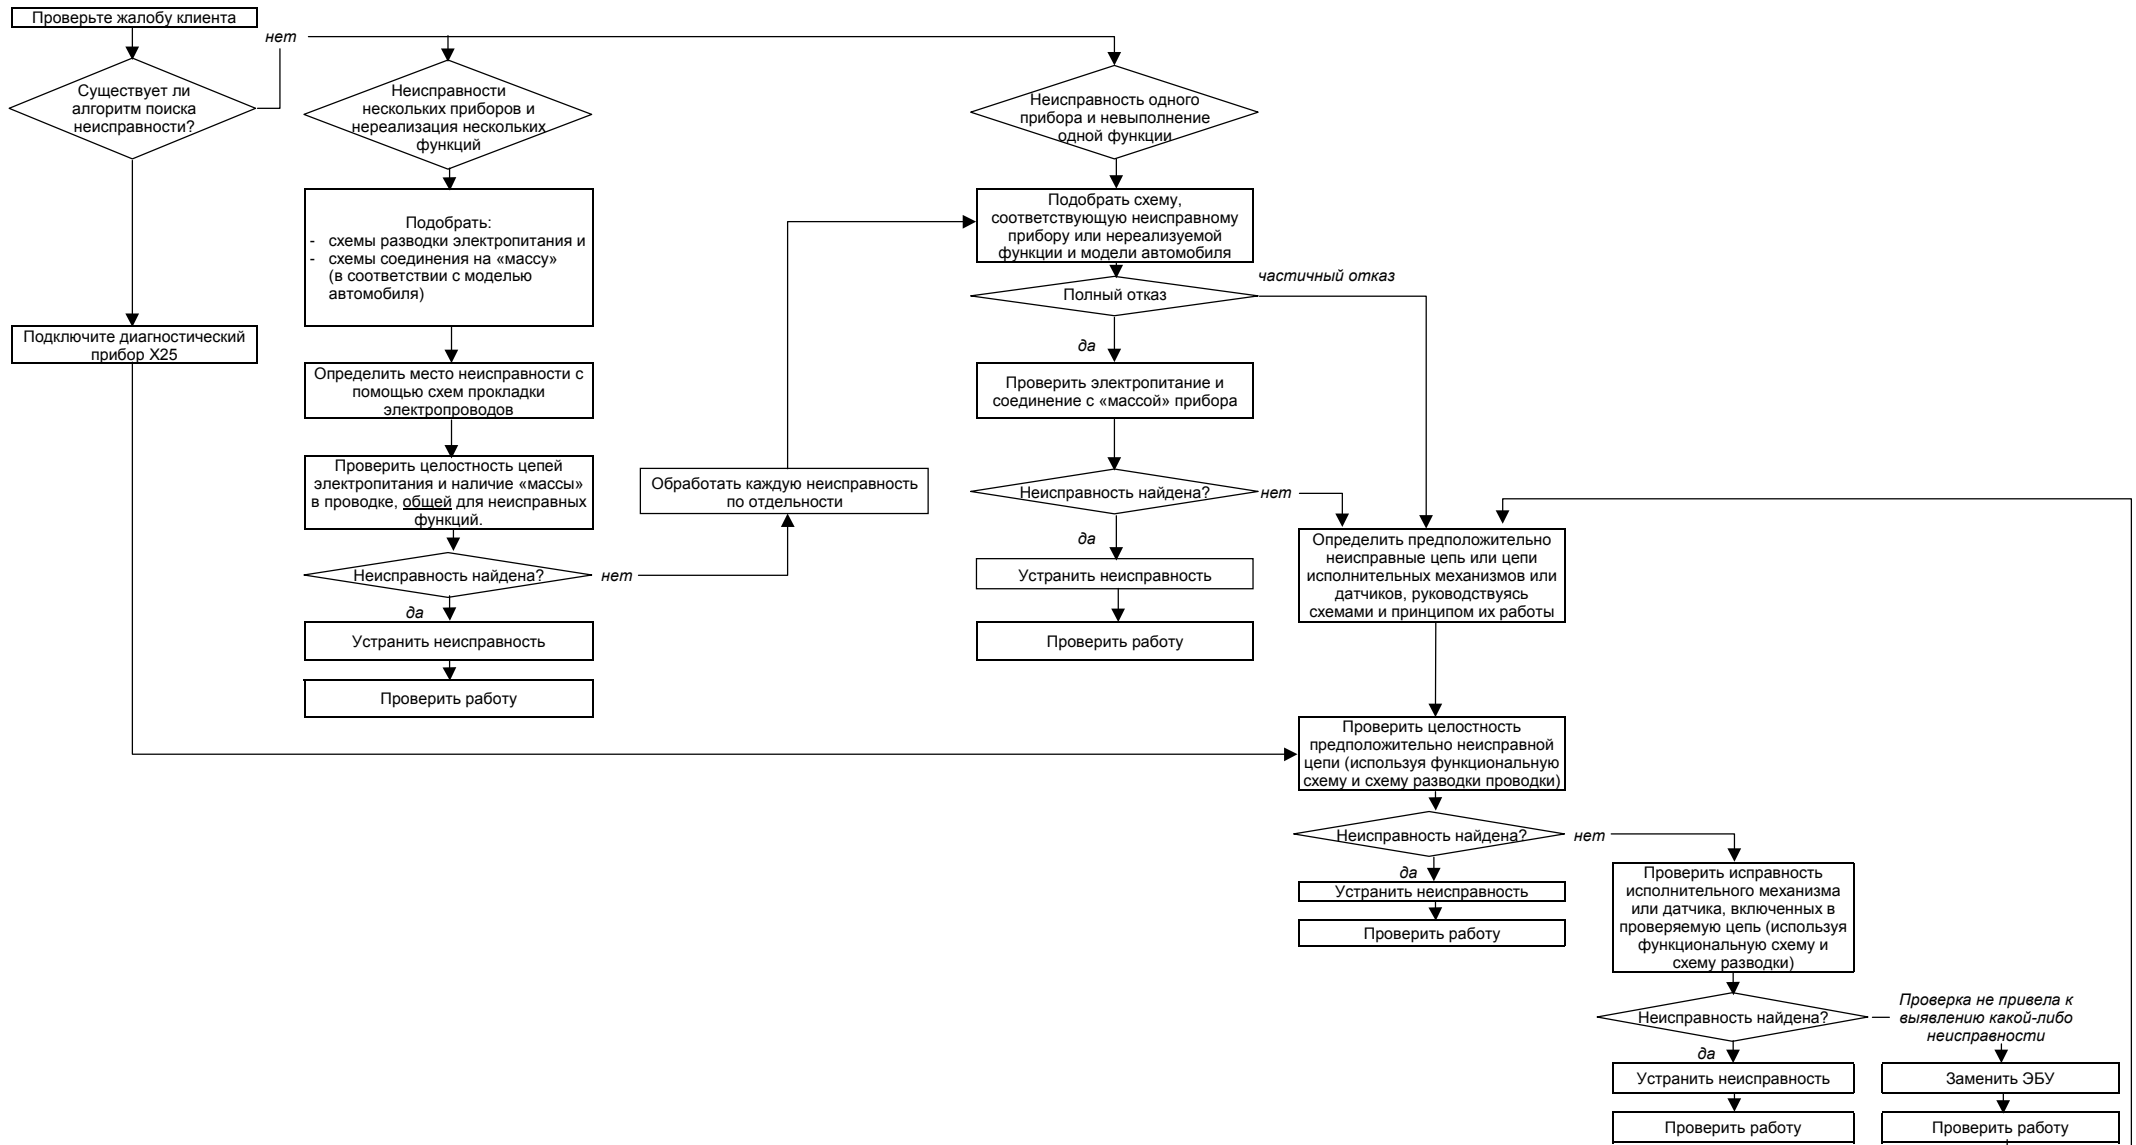 Проверьте жалобу клиента
нет
Существует ли
алгоритм поиска
неисправности?
Неисправности
нескольких приборов и
нереализация нескольких
функций
Неисправность одного
прибора и невыполнение
одной функции
Подобрать:
- схемы разводки электропитания и
- схемы соединения на «массу»
(в соответствии с моделью
автомобиля)
Подобрать схему,
соответствующую неисправному
прибору или нереализуемой
функции и модели автомобиля
частичный отказ
Полный отказ
Подключите диагностический
прибор X25
да
Определить место неисправности с
помощью схем прокладки
электропроводов
Проверить электропитание и
соединение с «массой» прибора
Проверить целостность цепей
электропитания и наличие «массы»
в проводке, общей для неисправных
функций.
Обработать каждую неисправность
по отдельности
Неисправность найдена?
нет
да
Определить предположительно
неисправные цепь или цепи
исполнительных механизмов или
датчиков, руководствуясь
схемами и принципом их работы
Неисправность найдена?
нет
да
Устранить неисправность
Устранить неисправность
Проверить работу
Проверить работу
Проверить целостность
предположительно неисправной
цепи (используя функциональную
схему и схему разводки проводки)
Неисправность найдена?
нет
да
Устранить неисправность
Проверить работу
Проверить исправность
исполнительного механизма
или датчика, включенных в
проверяемую цепь (используя
функциональную схему и
схему разводки)
Неисправность найдена?
Проверка не привела к
выявлению какой-либо
неисправности
да
Устранить неисправность
Заменить ЭБУ
Проверить работу
Проверить работу